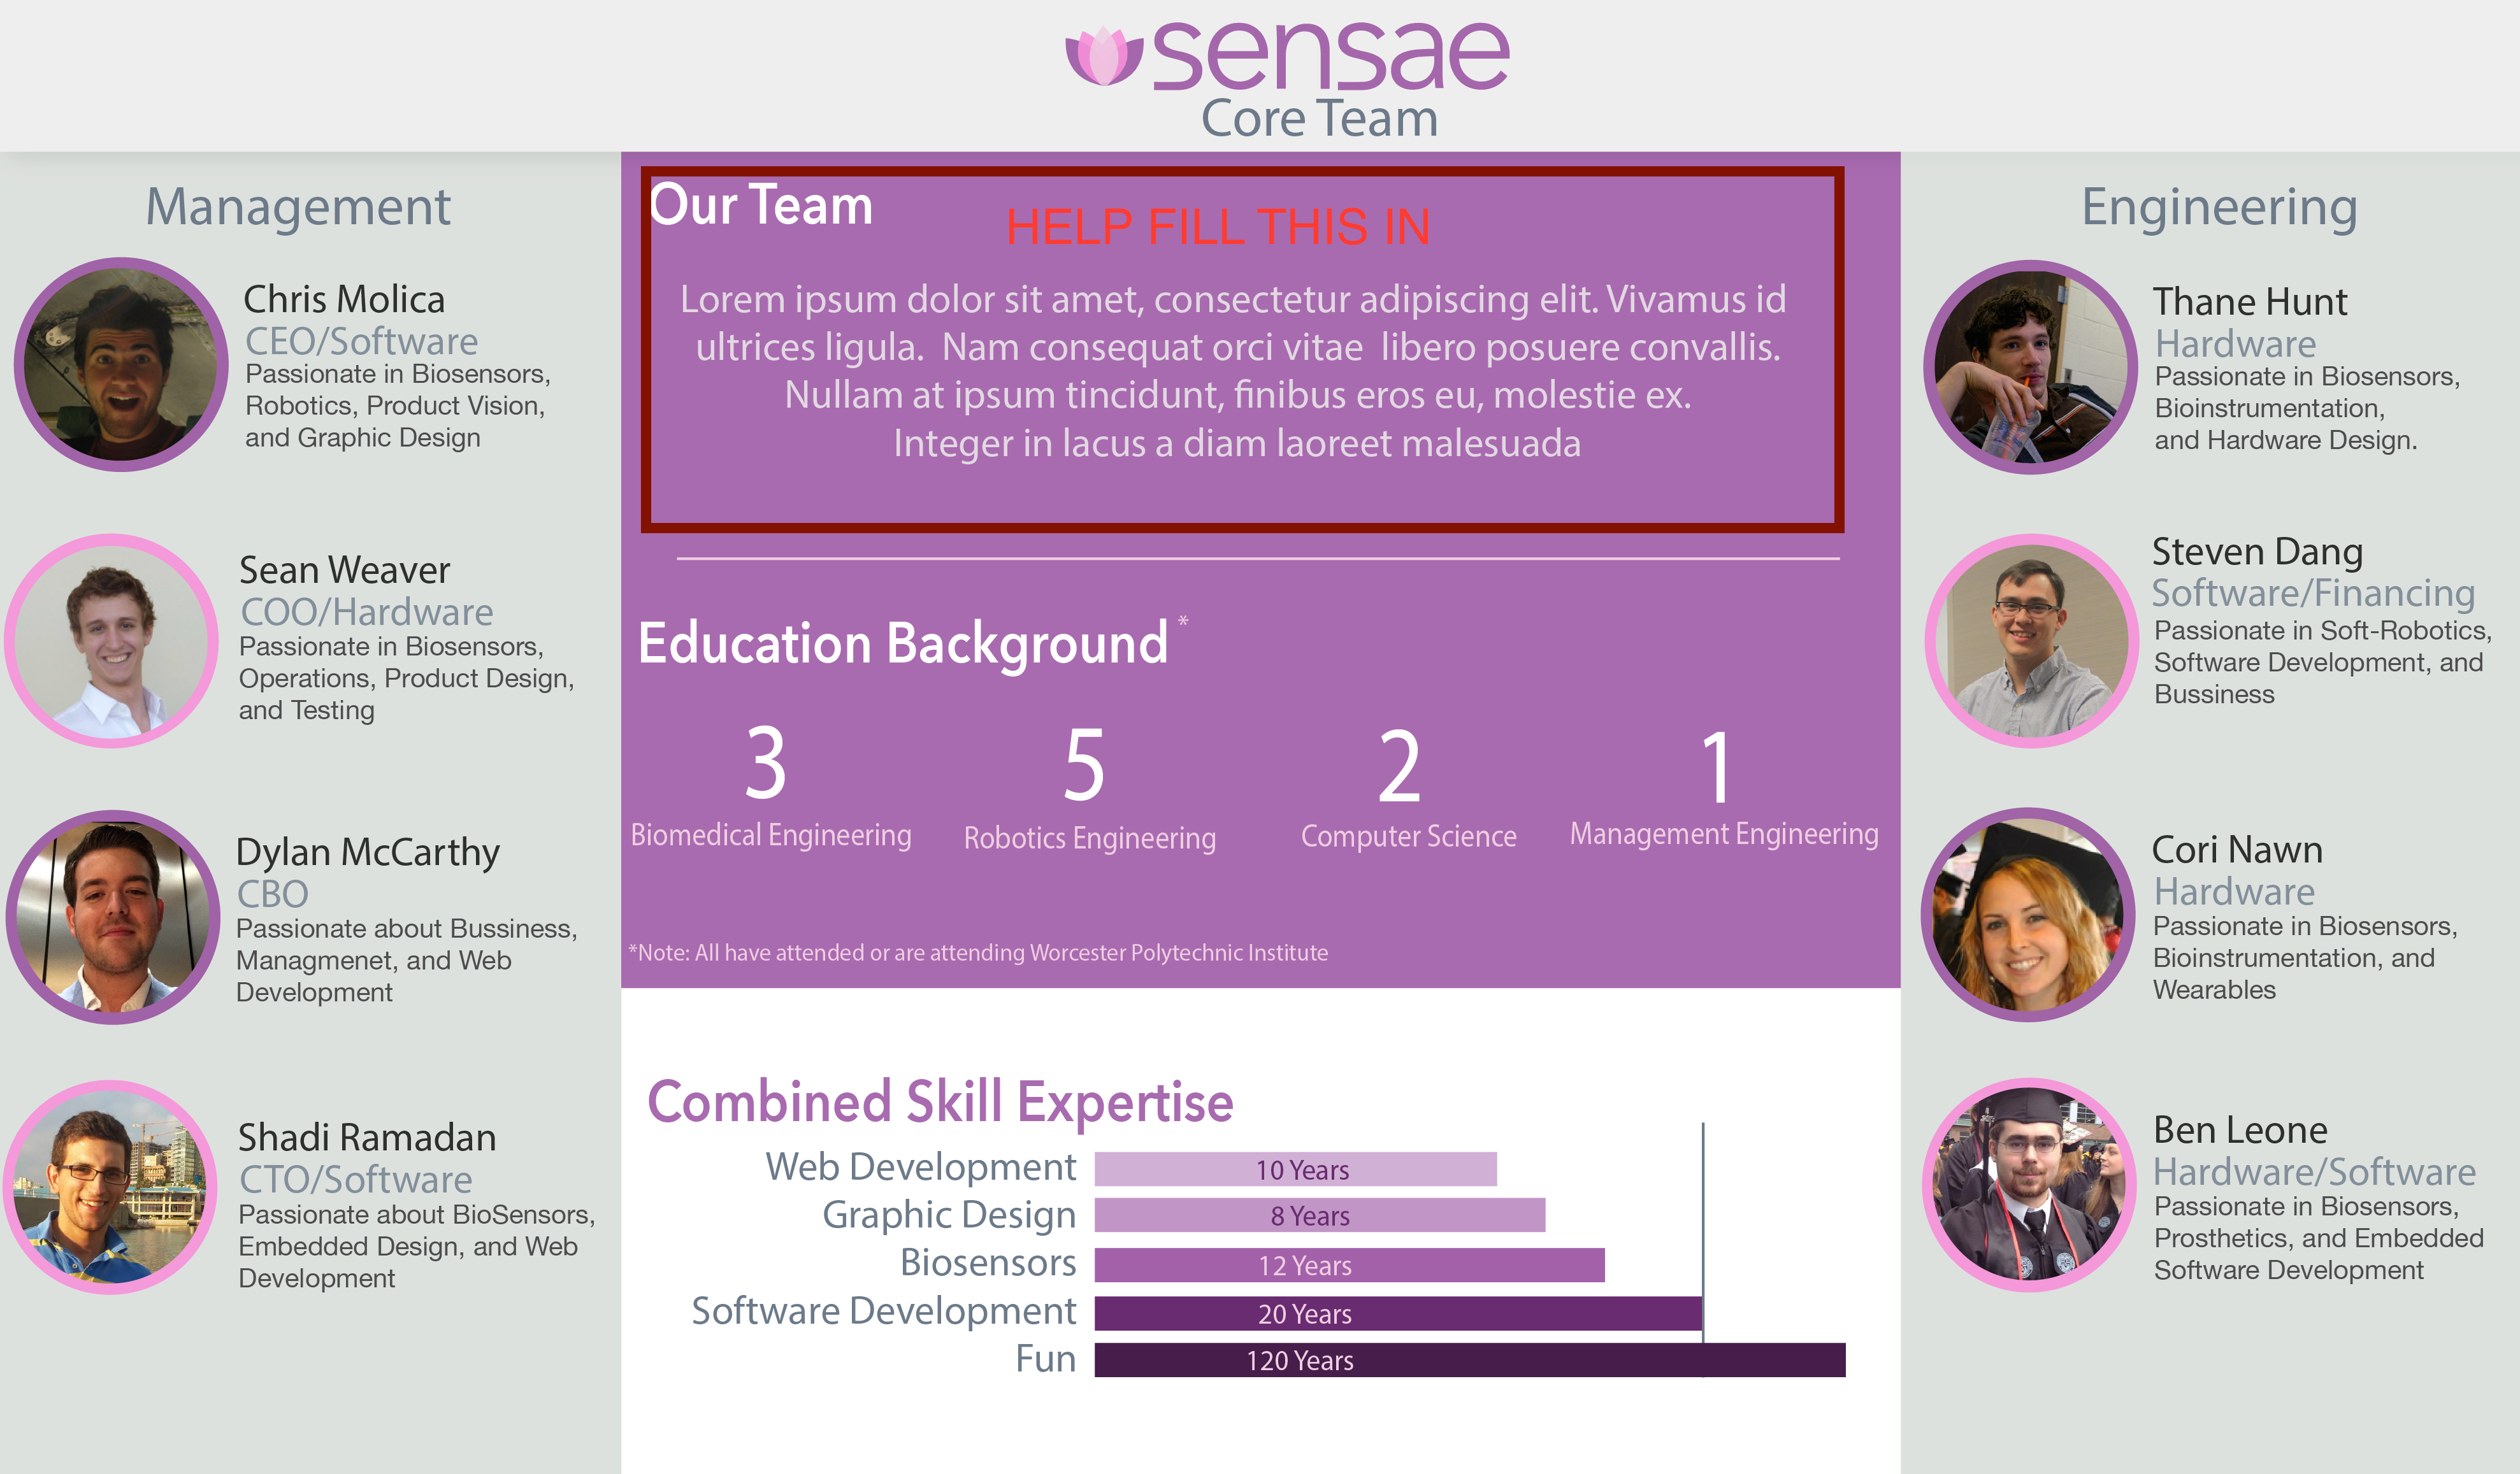 sensae
Core Team
Management
Chris Molica
CEO/Software
Passionate in Biosensors,
Robotics, Product Vision,
and Graphic Design
Sean Weaver
COO/Hardware
Passionate in Biosensors,
Operations, Product Design,
and Testing
Dylan McCarthy
CBO
Passionate about Bussiness,
Managmenet, and Web
Development
Shadi Ramadan
CTO/Software
Passionate about BioSensors,
Embedded Design, and Web
Development
Our Team
HELP FILL THIS IN
Lorem ipsum dolor sit amet, consectetur adipiscing elit. Vivamus id
ultrices ligula.  Nam consequat orci vitae  libero posuere convallis.
Nullam at ipsum tincidunt, finibus eros eu, molestie ex.
Integer in lacus a diam laoreet malesuada
Education Background *
3
Biomedical Engineering
5
Robotics Engineering
2
Computer Science
1
Management Engineering
*Note: All have attended or are attending Worcester Polytechnic Institute
Combined Skill Expertise
Web Development 10 Years
Graphic Design 8 Years
Biosensors 12 Years
Software Development 20 Years
Fun 120 Years
Engineering
Thane Hunt
Hardware
Passionate in Biosensors,
Bioinstrumentation,
and Hardware Design.
Steven Dang
Software/Financing
Passionate in Soft-Robotics,
Software Development, and
Bussiness
Cori Nawn
Hardware
Passionate in Biosensors,
Bioinstrumentation, and
Wearables
Ben Leone
Hardware/Software
Passionate in Biosensors,
Prosthetics, and Embedded
Software Development